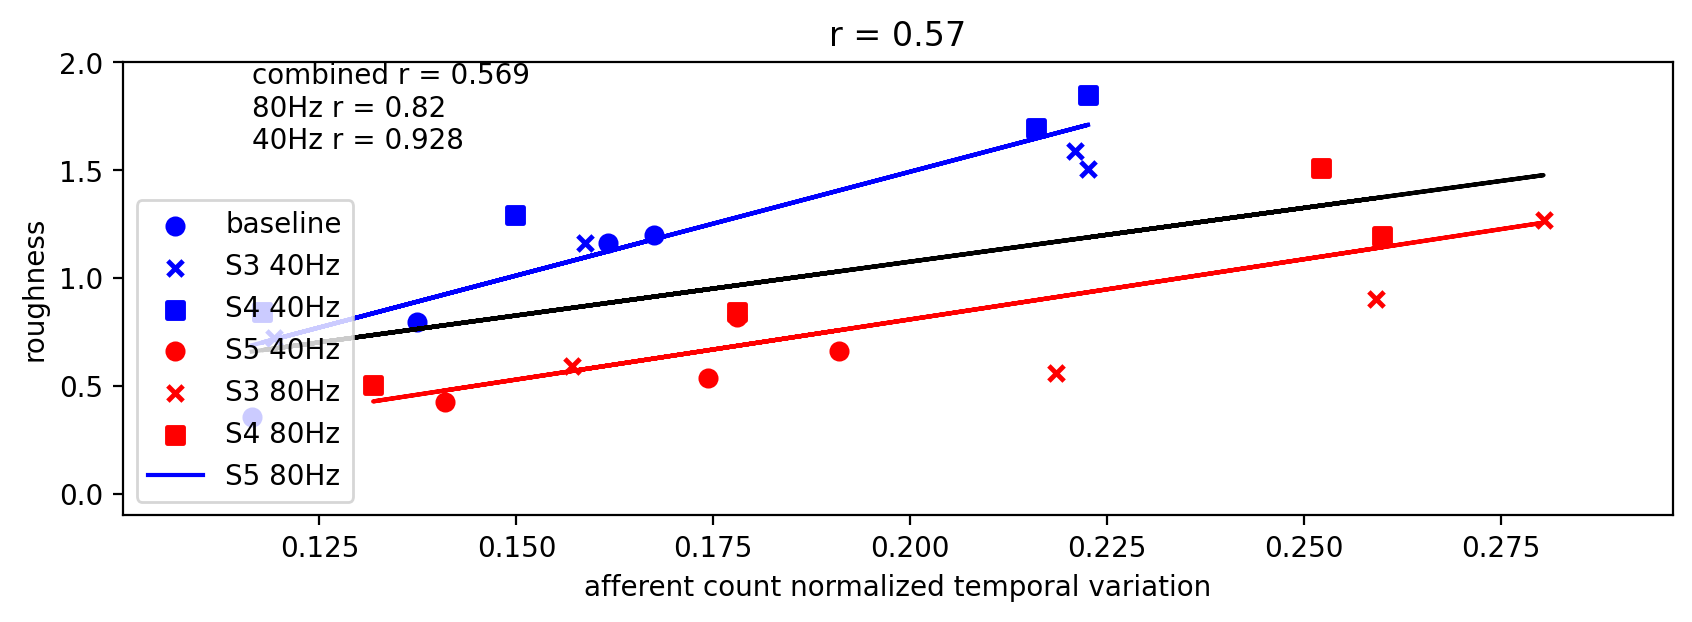 r = 0.57
combined r = 0.569
80Hz r = 0.82
40Hz r = 0.928
baseline
S3 40Hz
S4 40Hz
S5 40Hz
S3 80Hz
S4 80Hz
S5 80Hz
roughness
2.0
1.5
1.0
0.5
0.0
0.125 0.150 0.175 0.200 0.225 0.250 0.275
afferent count normalized temporal variation